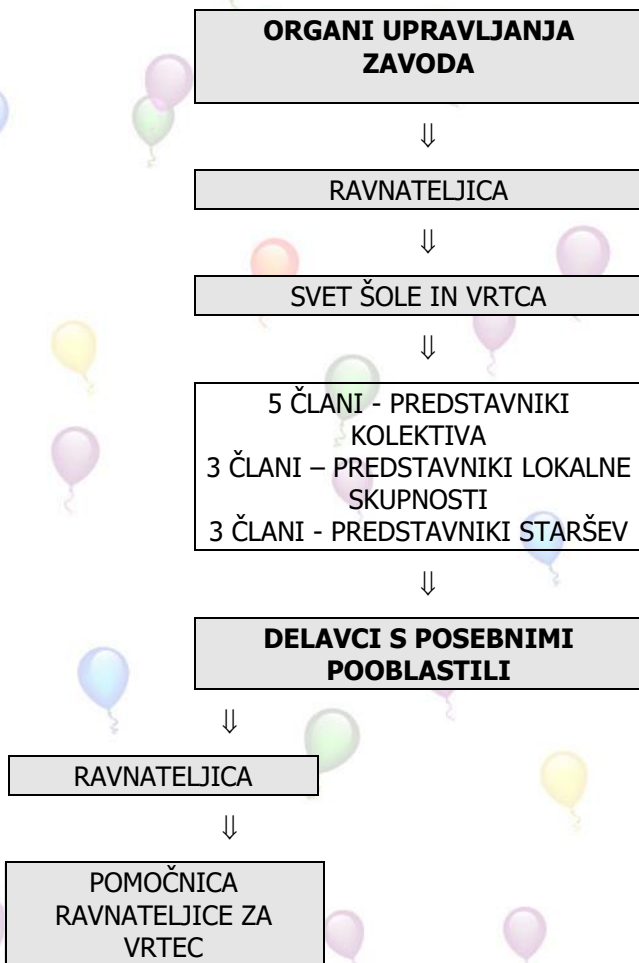 ORGANI UPRAVLJANJA
ZAVODA
⇓
RAVNATELJICA
⇓
SVET ŠOLE IN VRTCA
⇓
5 ČLANI - PREDSTAVNIKI
KOLEKTIVA
3 ČLANI – PREDSTAVNIKI LOKALNE
SKUPNOSTI
3 ČLANI - PREDSTAVNIKI STARŠEV
⇓
DELAVCI S POSEBNIMI
POOBLASTILI
⇓
RAVNATELJICA
⇓
POMOČNICA
RAVNATELJICE ZA
VRTEC